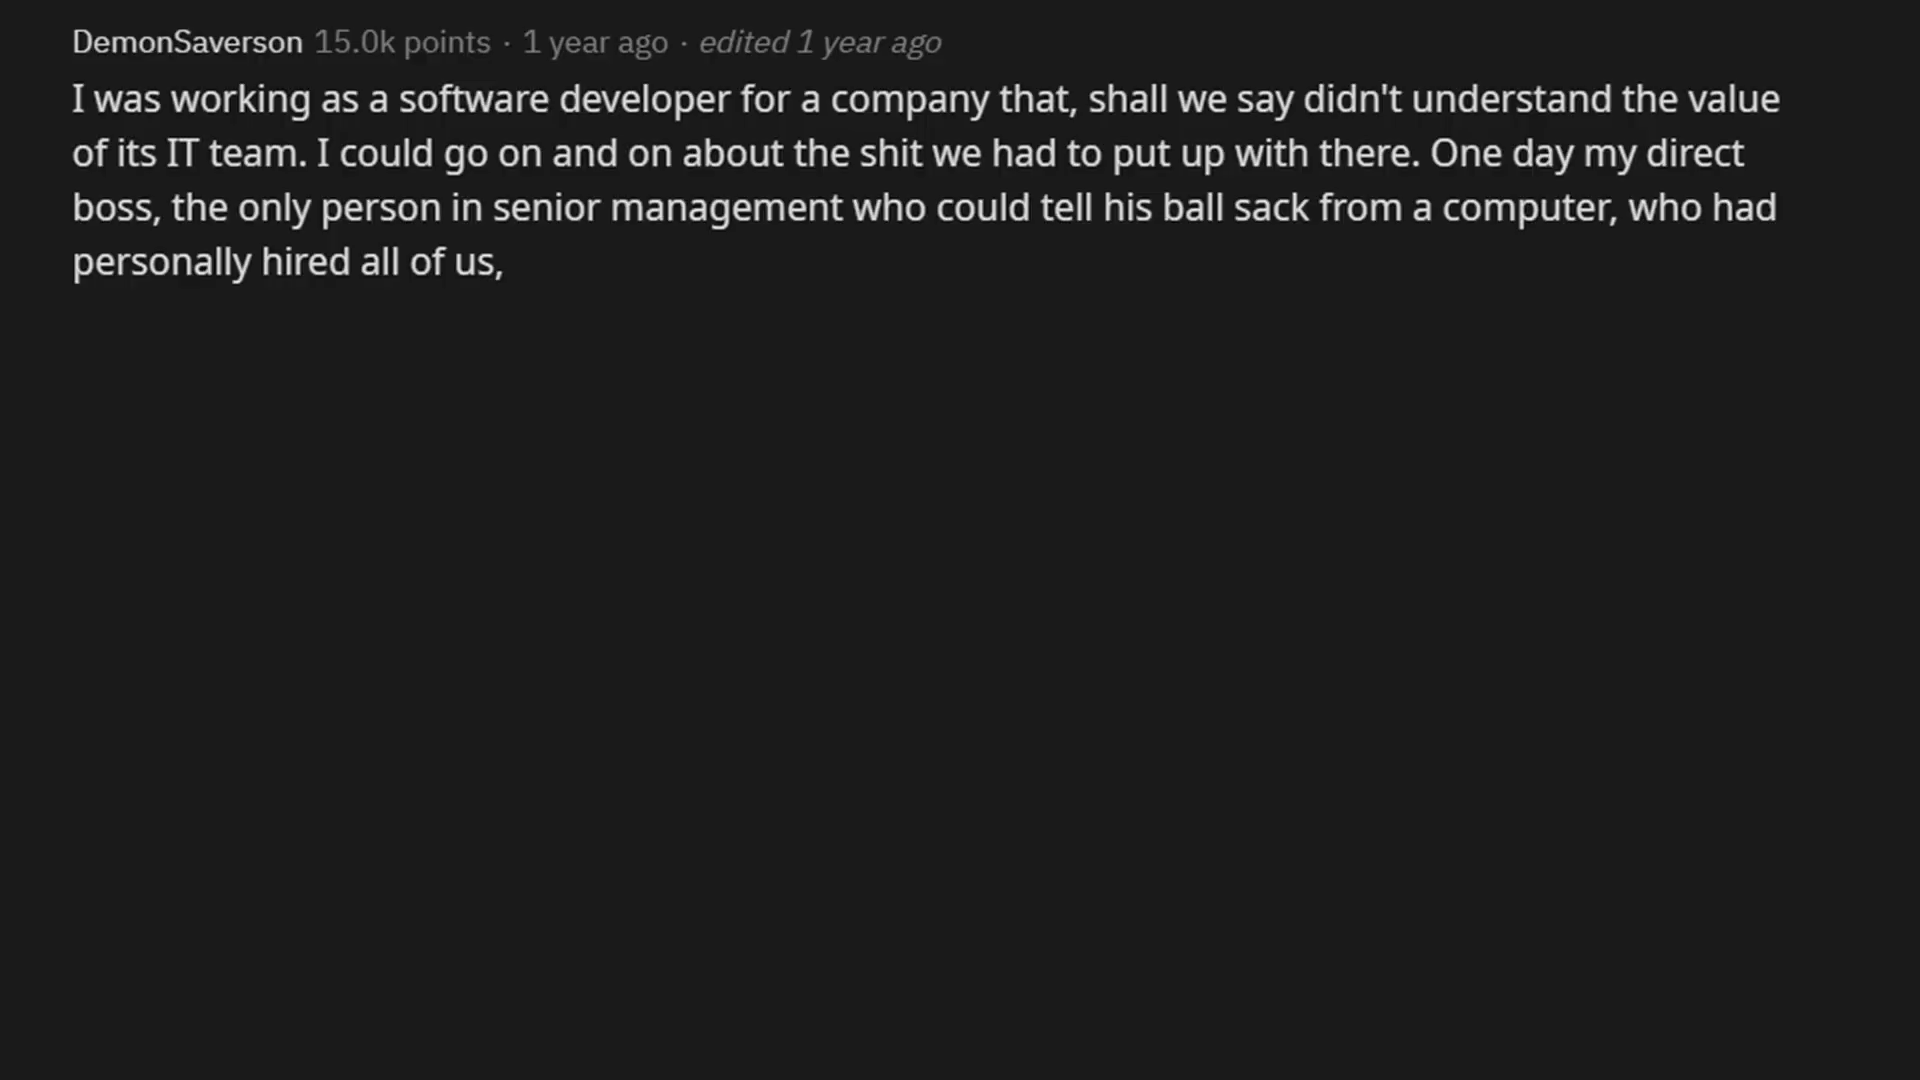 DemonSaverson 15.0k points · 1 year ago · edited 1 year ago
I was working as a software developer for a company that, shall we say didn't understand the value
of its IT team. I could go on and on about the shit we had to put up with there. One day my direct
boss, the only person in senior management who could tell his ball sack from a computer, who had
personally hired all of us,